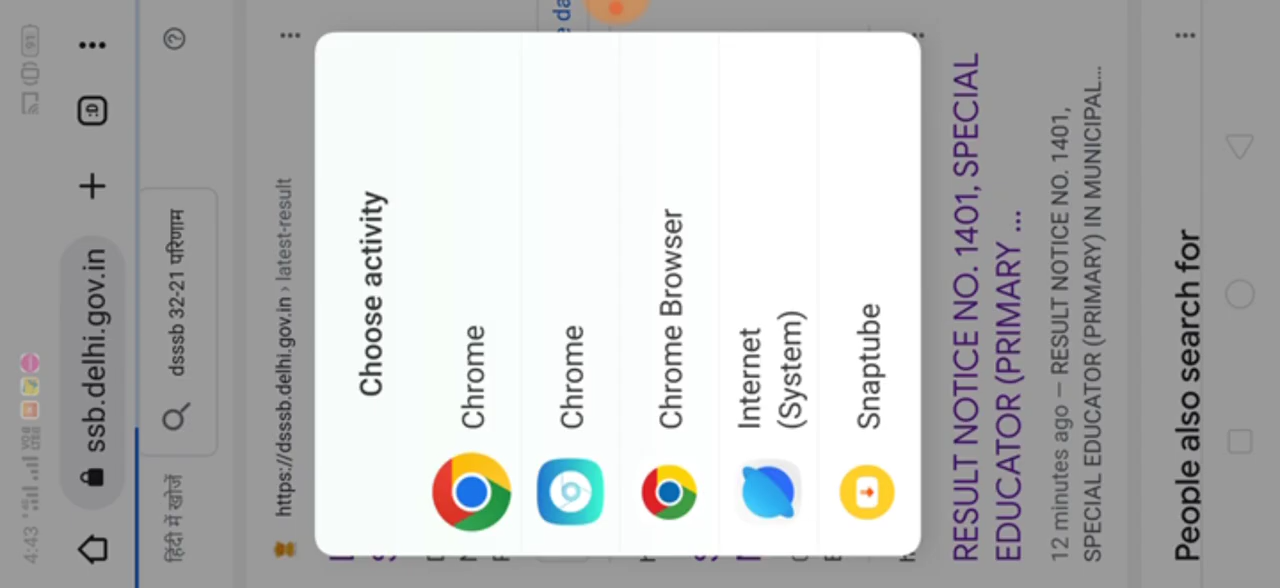 4:43
91
ssb.delhi.gov.in
:D
हिंदी में खोजें
dsssb 32-21 परिणाम
https://dsssb.delhi.gov.in › latest-result
Choose activity
Chrome
Chrome
Chrome Browser
Internet
(System)
Snaptube
RESULT NOTICE NO. 1401, SPECIAL
EDUCATOR (PRIMARY ...
12 minutes ago — RESULT NOTICE NO. 1401,
SPECIAL EDUCATOR (PRIMARY) IN MUNICIPAL...
People also search for